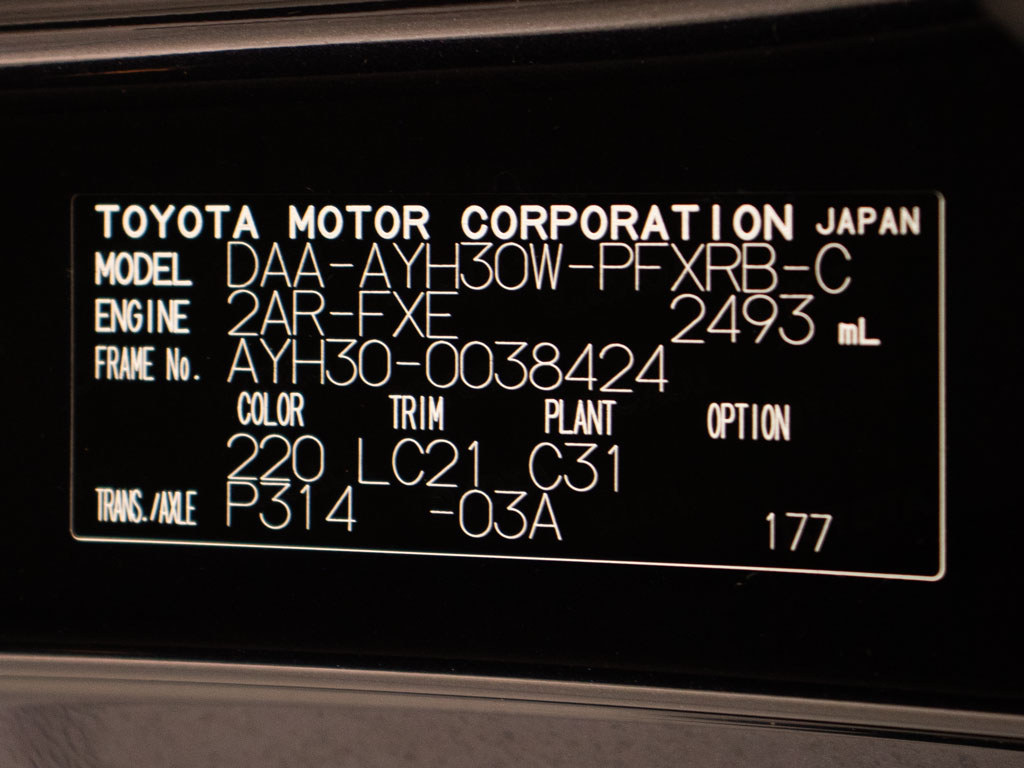 TOYOTA MOTOR CORPORATION JAPAN
MODEL DAA-AYH30W-PFXRB-C
ENGINE 2AR-FXE 2493 mL
FRAME No. AYH30-0038424
COLOR TRIM PLANT OPTION
220 LC21 C31
TRANS./AXLE P314 -03A 177